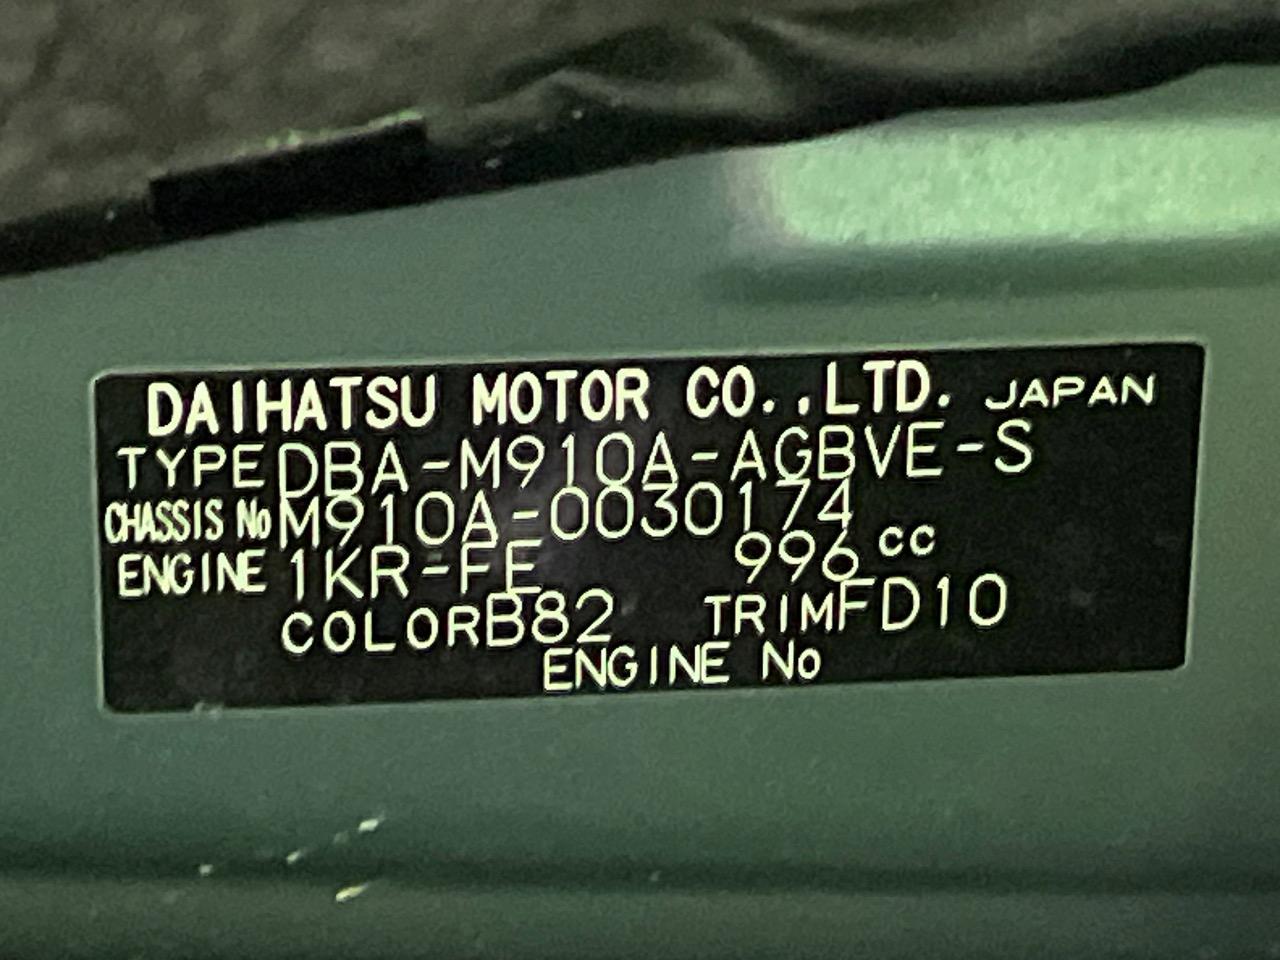 DAIHATSU MOTOR CO.,LTD. JAPAN
TYPE DBA-M910A-AGBVE-S
CHASSIS No M910A-0030174
ENGINE 1KR-FE 996 cc
COLOR B82 TRIM FD10
ENGINE No